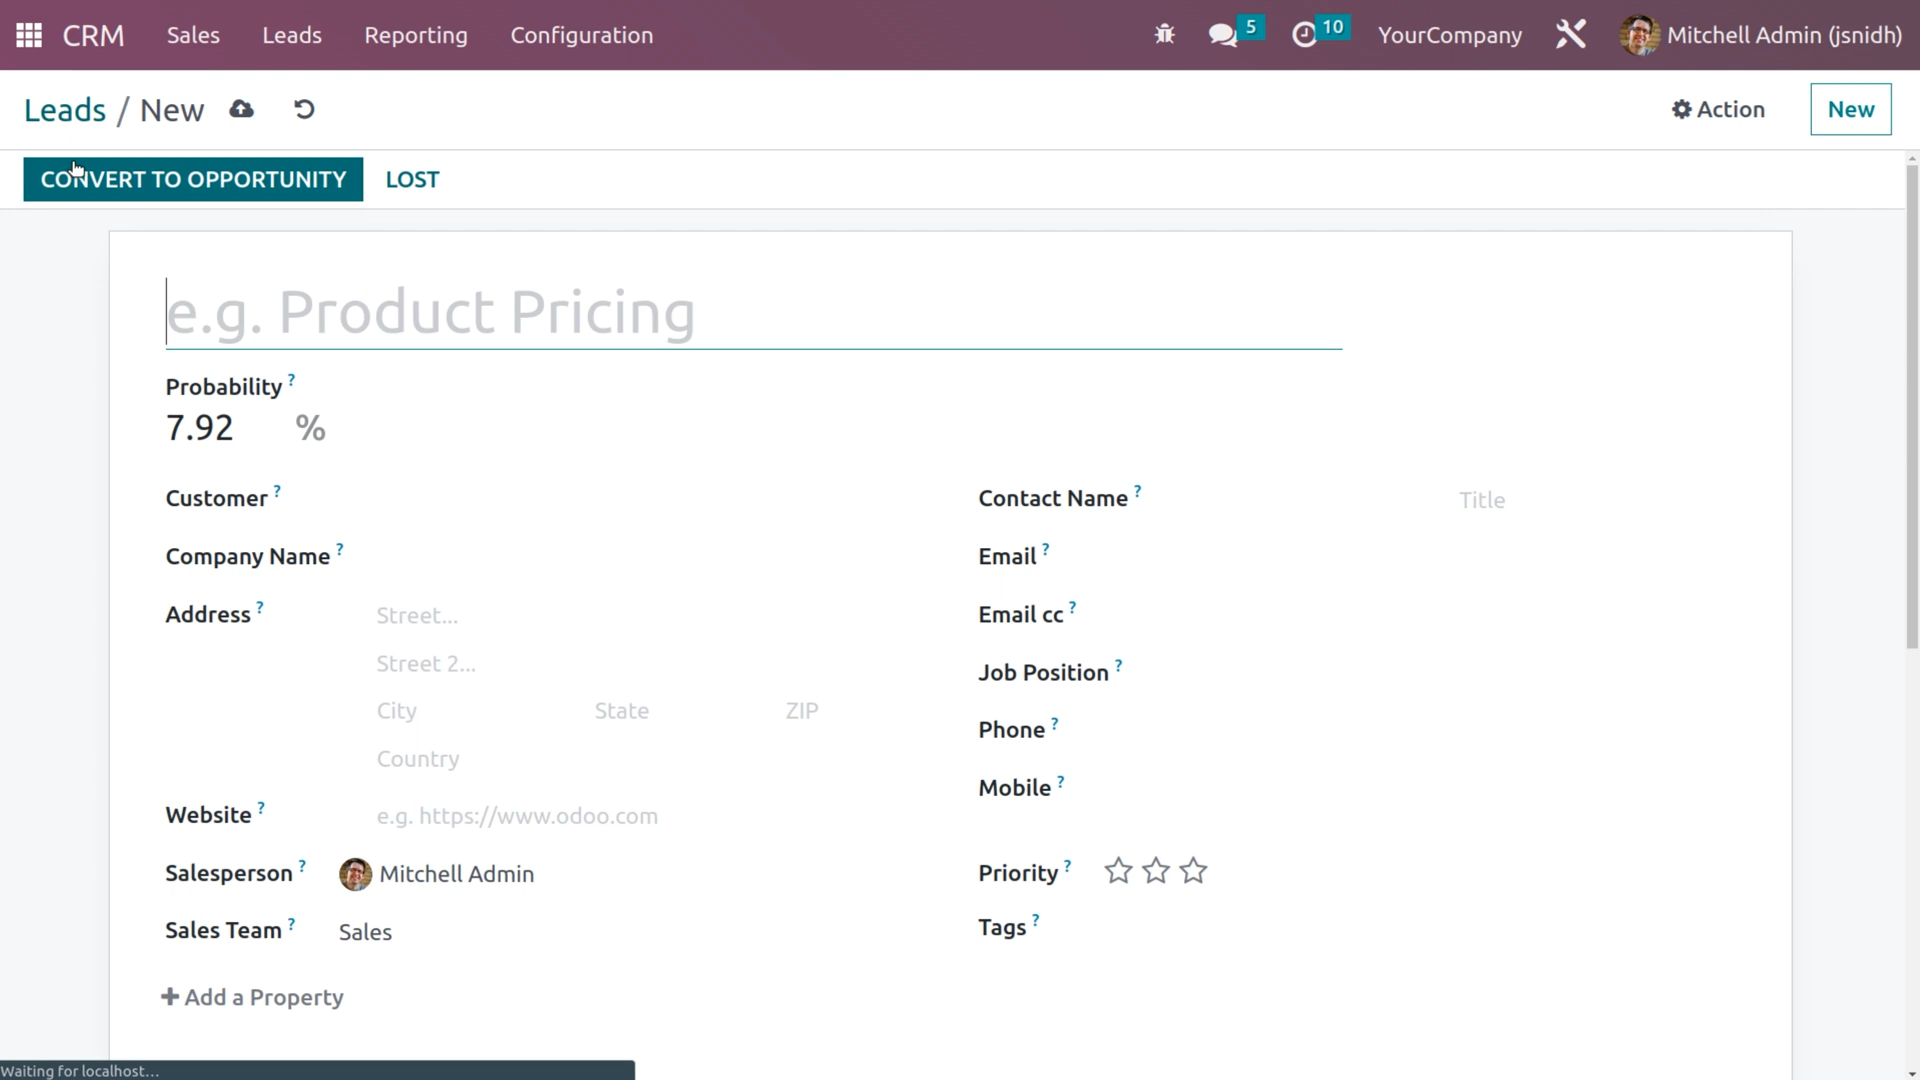 CRM Sales Leads Reporting Configuration 5 10 YourCompany Mitchell Admin (jsnidh)
Leads / New Action New
CONVERT TO OPPORTUNITY LOST
e.g. Product Pricing
Probability ?
7.92 %
Customer ? Contact Name ? Title
Company Name ? Email ?
Address ? Street... Email cc ?
Street 2... Job Position ?
City State ZIP Phone ?
Country Mobile ?
Website ? e.g. https://www.odoo.com
Salesperson ? Mitchell Admin Priority ?
Sales Team ? Sales Tags ?
+ Add a Property
Waiting for localhost...